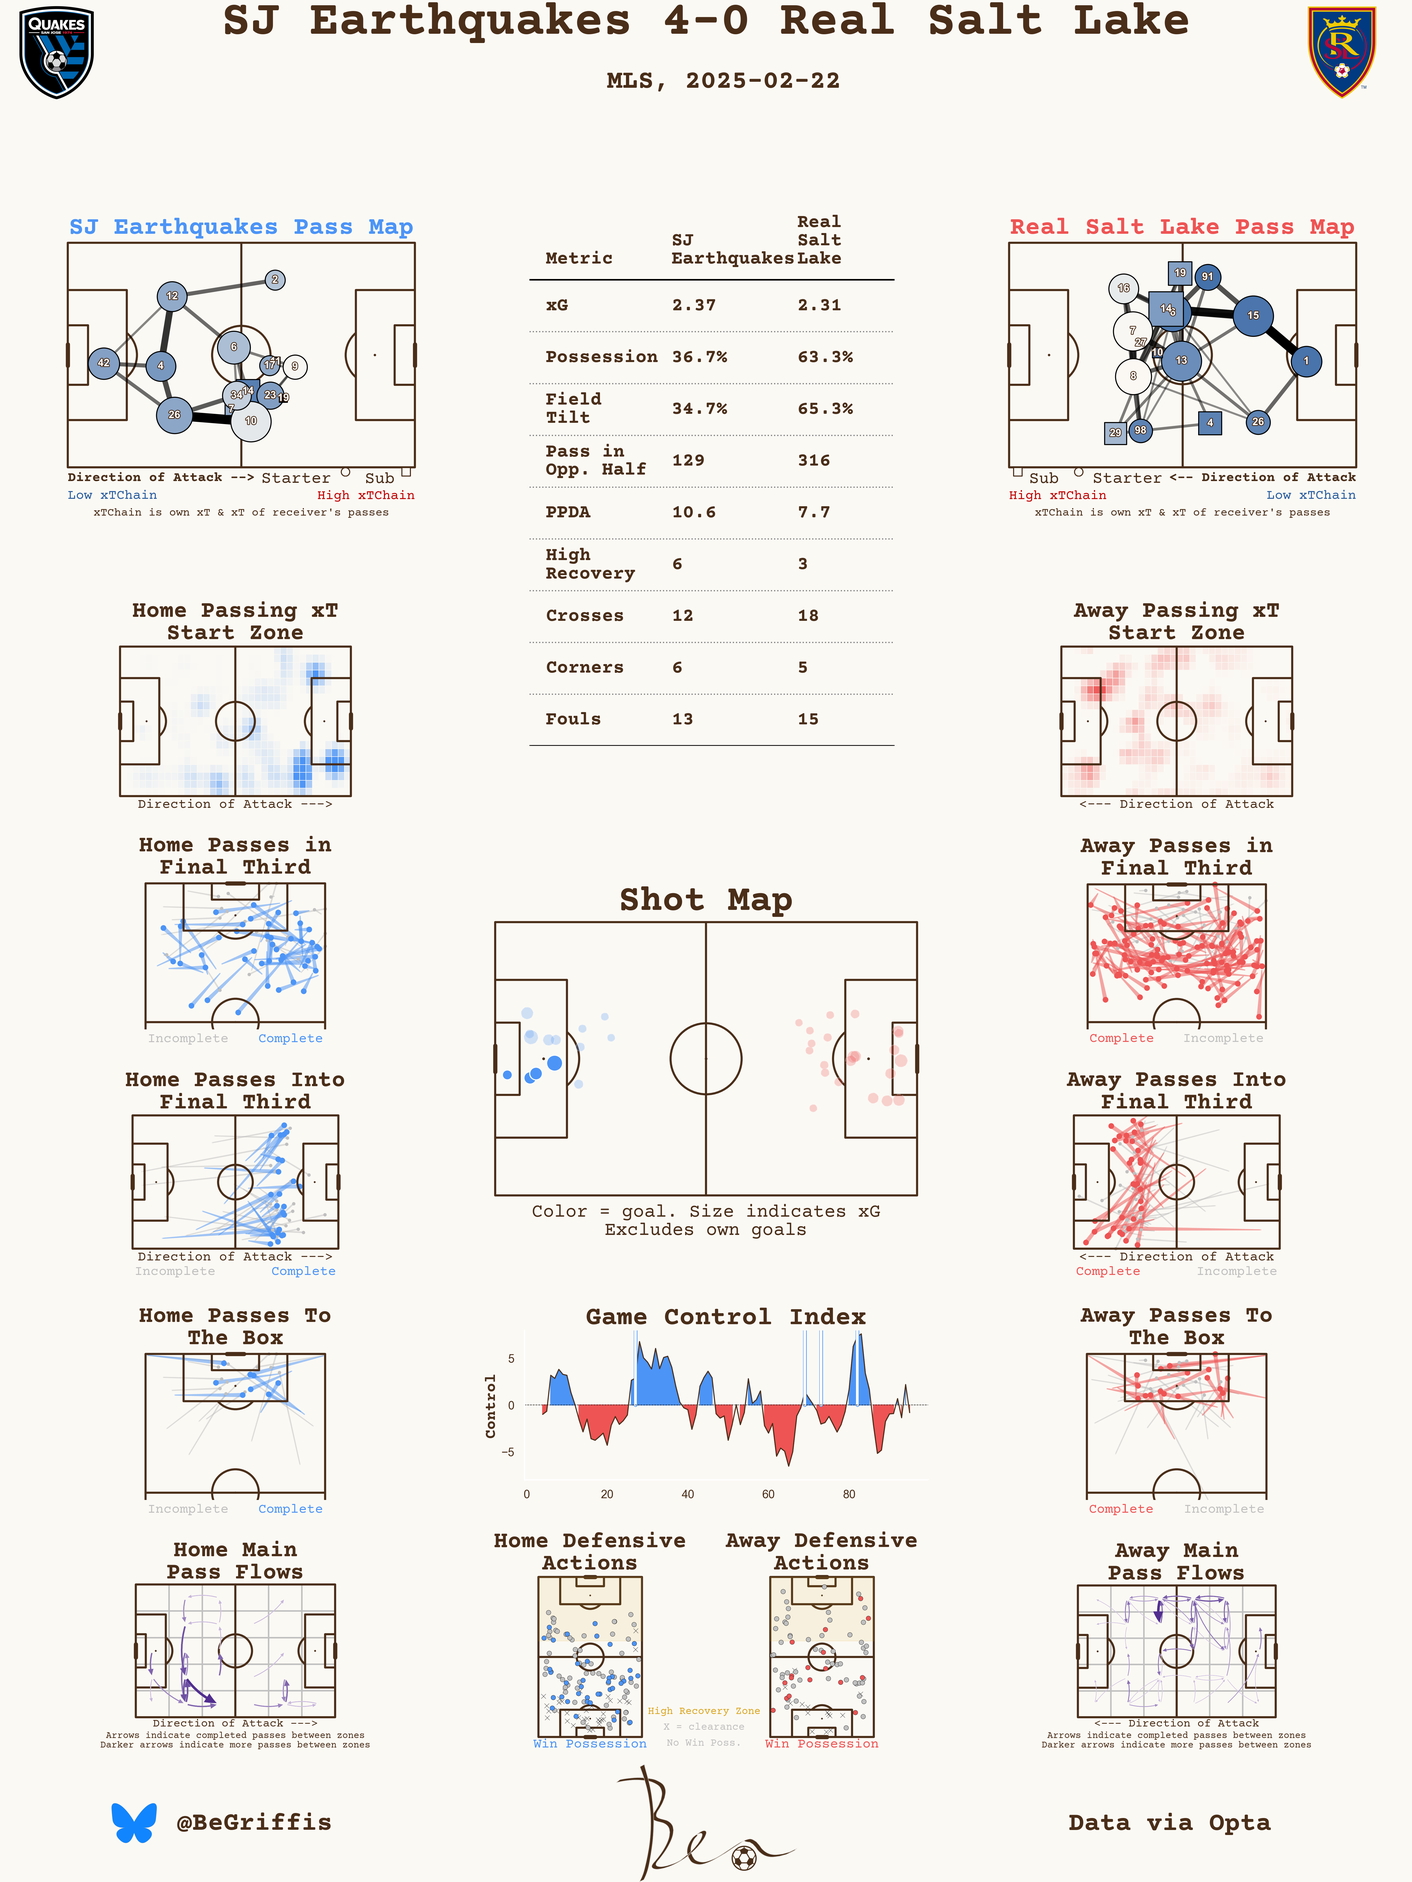 SJ Earthquakes 4-0 Real Salt Lake
MLS, 2025-02-22
QUAKES
SAN JOSE 1974
RSL
TM
SJ Earthquakes Pass Map
2
12
6
42
4
17
9
34
14
23
19
7
26
10
Direction of Attack --> Starter Sub
Low xTChain High xTChain
xTChain is own xT & xT of receiver's passes
Metric SJ Earthquakes Real Salt Lake
xG 2.37 2.31
Possession 36.7% 63.3%
Field Tilt 34.7% 65.3%
Pass in Opp. Half 129 316
PPDA 10.6 7.7
High Recovery 6 3
Crosses 12 18
Corners 6 5
Fouls 13 15
Real Salt Lake Pass Map
19
91
16
14
6
15
7
27
10
13
1
8
29
98
4
26
Sub Starter <-- Direction of Attack
High xTChain Low xTChain
xTChain is own xT & xT of receiver's passes
Home Passing xT
Start Zone
Direction of Attack --->
Away Passing xT
Start Zone
<--- Direction of Attack
Home Passes in
Final Third
Incomplete Complete
Away Passes in
Final Third
Complete Incomplete
Shot Map
Color = goal. Size indicates xG
Excludes own goals
Home Passes Into
Final Third
Direction of Attack --->
Incomplete Complete
Away Passes Into
Final Third
<--- Direction of Attack
Complete Incomplete
Home Passes To
The Box
Incomplete Complete
Game Control Index
Control
5
0
−5
0 20 40 60 80
Away Passes To
The Box
Complete Incomplete
Home Main
Pass Flows
Direction of Attack --->
Arrows indicate completed passes between zones
Darker arrows indicate more passes between zones
Home Defensive
Actions
Win Possession
Away Defensive
Actions
Win Possession
High Recovery Zone
X = clearance
No Win Poss.
Away Main
Pass Flows
<--- Direction of Attack
Arrows indicate completed passes between zones
Darker arrows indicate more passes between zones
@BeGriffis
Ben
Data via Opta